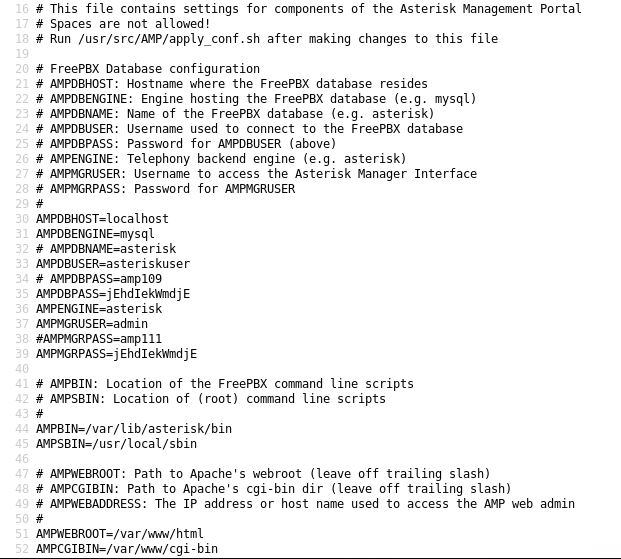 16 # This file contains settings for components of the Asterisk Management Portal
17 # Spaces are not allowed!
18 # Run /usr/src/AMP/apply_conf.sh after making changes to this file
19
20 # FreePBX Database configuration
21 # AMPDBHOST: Hostname where the FreePBX database resides
22 # AMPDBENGINE: Engine hosting the FreePBX database (e.g. mysql)
23 # AMPDBNAME: Name of the FreePBX database (e.g. asterisk)
24 # AMPDBUSER: Username used to connect to the FreePBX database
25 # AMPDBPASS: Password for AMPDBUSER (above)
26 # AMPENGINE: Telephony backend engine (e.g. asterisk)
27 # AMPMGRUSER: Username to access the Asterisk Manager Interface
28 # AMPMGRPASS: Password for AMPMGRUSER
29 #
30 AMPDBHOST=localhost
31 AMPDBENGINE=mysql
32 # AMPDBNAME=asterisk
33 AMPDBUSER=asteriskuser
34 # AMPDBPASS=amp109
35 AMPDBPASS=jEhdIekWmdjE
36 AMPENGINE=asterisk
37 AMPMGRUSER=admin
38 #AMPMGRPASS=amp111
39 AMPMGRPASS=jEhdIekWmdjE
40
41 # AMPBIN: Location of the FreePBX command line scripts
42 # AMPSBIN: Location of (root) command line scripts
43 #
44 AMPBIN=/var/lib/asterisk/bin
45 AMPSBIN=/usr/local/sbin
46
47 # AMPWEBROOT: Path to Apache's webroot (leave off trailing slash)
48 # AMPCGIBIN: Path to Apache's cgi-bin dir (leave off trailing slash)
49 # AMPWEBADDRESS: The IP address or host name used to access the AMP web admin
50 #
51 AMPWEBROOT=/var/www/html
52 AMPCGIBIN=/var/www/cgi-bin